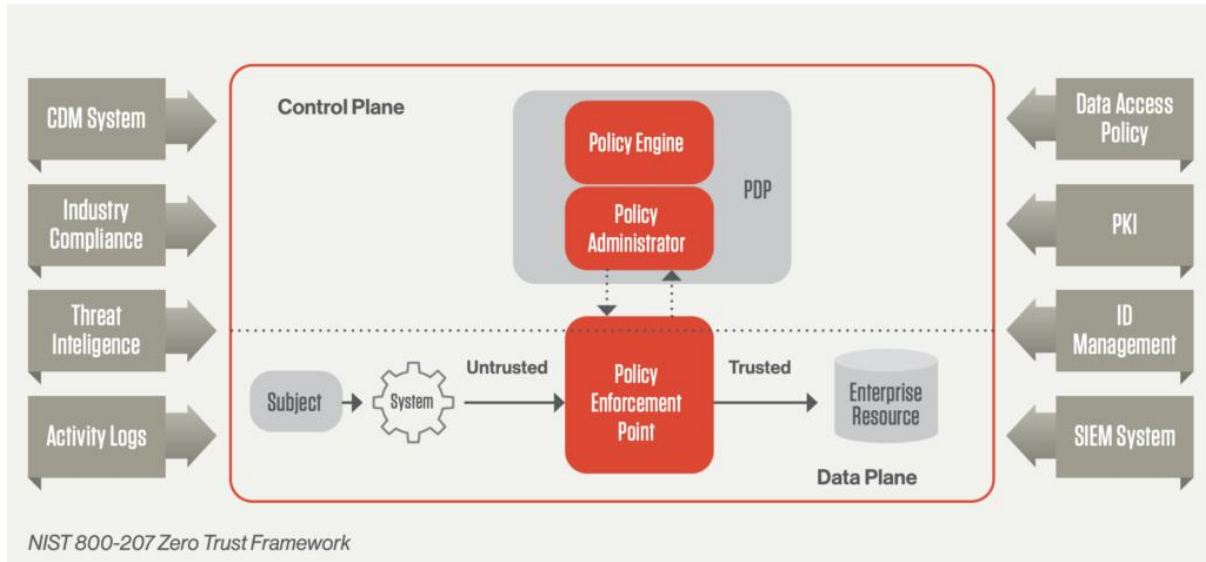 CDM System
Industry
Compliance
Threat
Inteligence
Activity Logs
Control Plane
Policy Engine
Policy
Administrator
PDP
Subject
System
Untrusted
Policy
Enforcement
Point
Trusted
Enterprise
Resource
Data Plane
Data Access
Policy
PKI
ID
Management
SIEM System
NIST 800-207 Zero Trust Framework